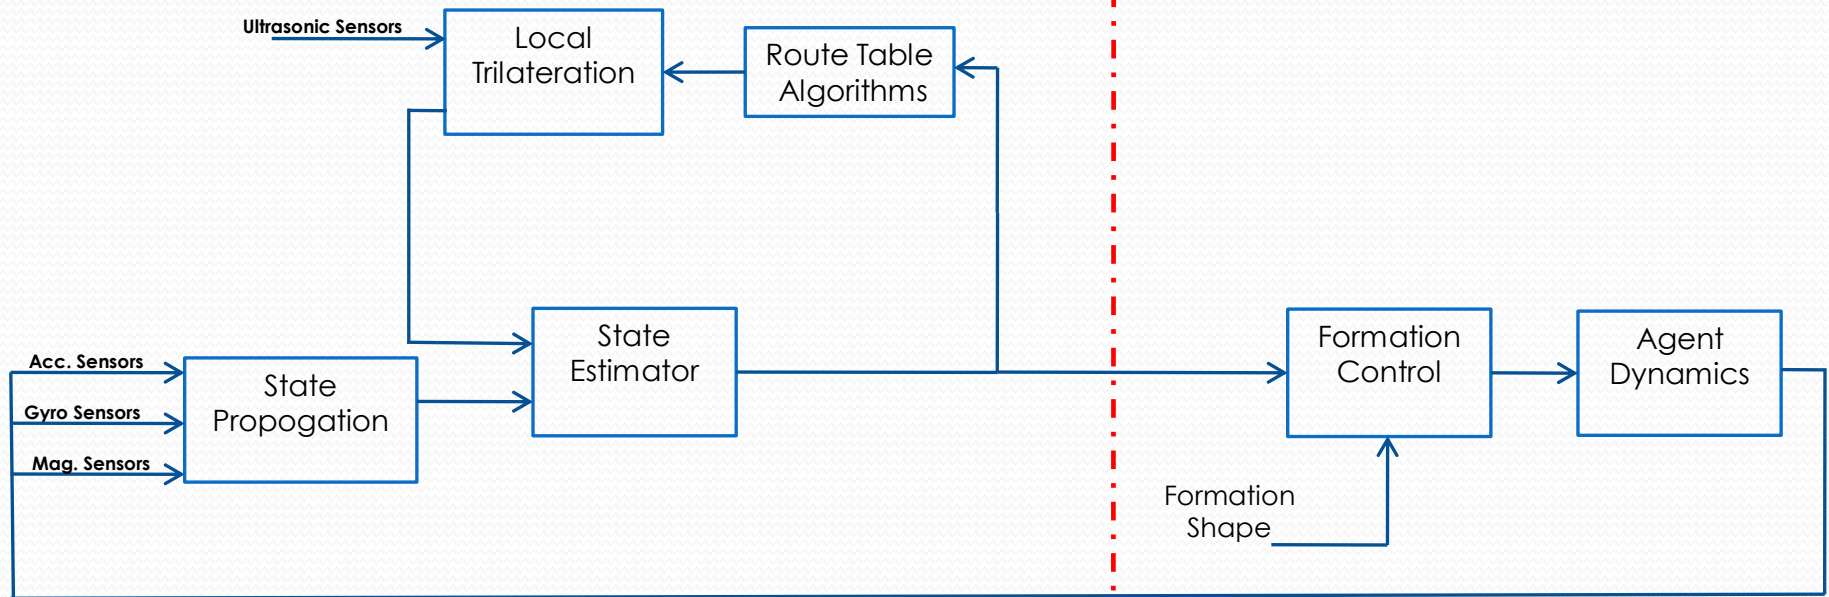 Ultrasonic Sensors
Local
Trilateration
Route Table
Algorithms
State
Estimator
Formation
Control
Agent
Dynamics
Acc. Sensors
Gyro Sensors
Mag. Sensors
State
Propogation
Formation
Shape